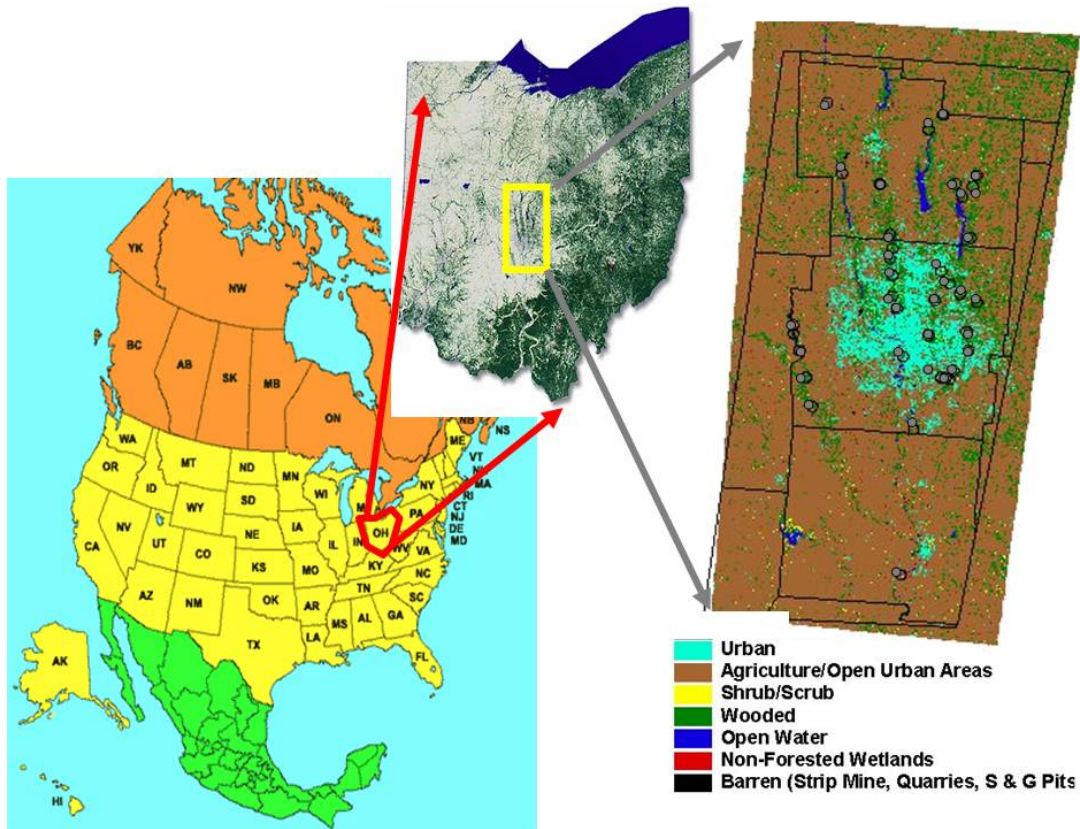 YK
NW
BC
AB
SK
MB
ON
NB
NS
WA
MT
ND
MN
ME
VT
OR
ID
SD
WI
NY
MA
WY
RI
IA
PA
CT
NJ
NV
NE
IL
OH
DE
UT
MD
CA
CO
WV
VA
KS
MO
KY
NC
AZ
NM
OK
AR
TN
SC
MS
AL
GA
TX
LA
FL
AK
HI
Urban
Agriculture/Open Urban Areas
Shrub/Scrub
Wooded
Open Water
Non-Forested Wetlands
Barren (Strip Mine, Quarries, S & G Pits